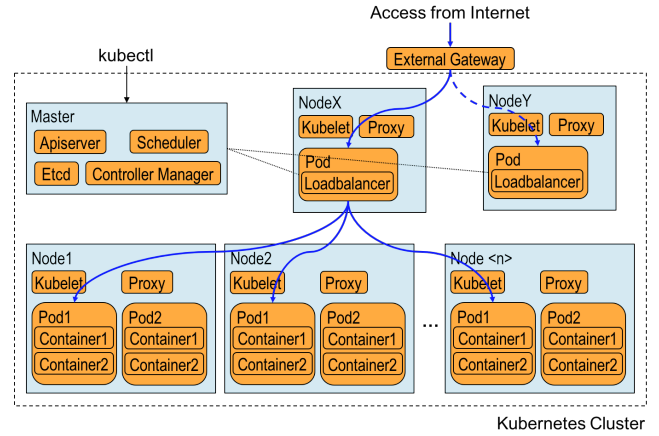 Access from Internet
External Gateway
kubectl
Master
Apiserver
Scheduler
Etcd
Controller Manager
NodeX
Kubelet
Proxy
Pod
Loadbalancer
NodeY
Kubelet
Proxy
Pod
Loadbalancer
Node1
Kubelet
Proxy
Pod1
Container1
Container2
Pod2
Container1
Container2
Node2
Kubelet
Proxy
Pod1
Container1
Container2
Pod2
Container1
Container2
...
Node <n>
Kubelet
Proxy
Pod1
Container1
Container2
Pod2
Container1
Container2
Kubernetes Cluster